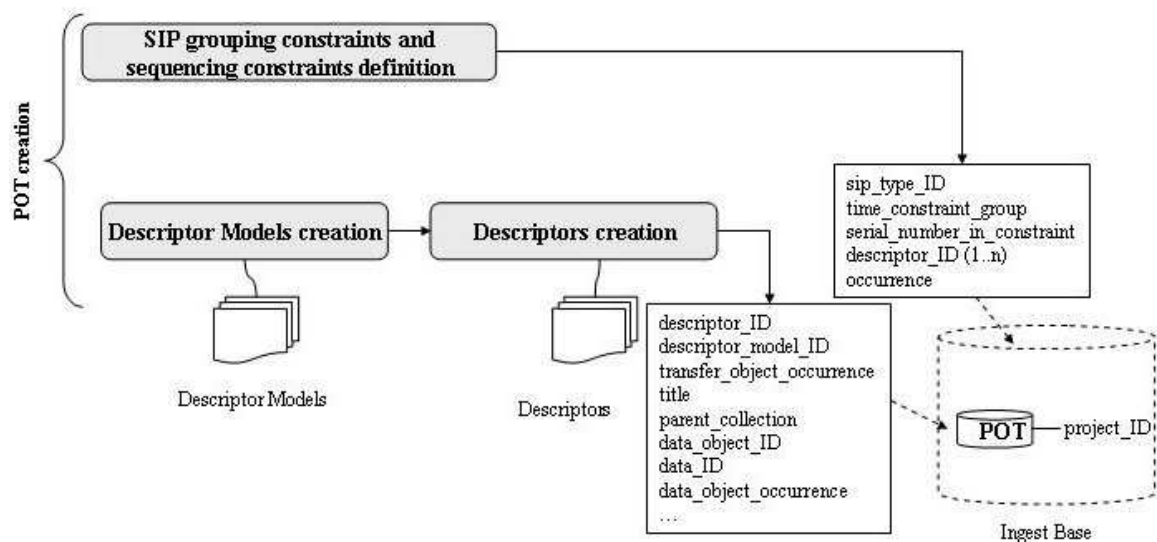 SIP grouping constraints and
sequencing constraints definition
POT creation
Descriptor Models creation
Descriptors creation
sip_type_ID
time_constraint_group
serial_number_in_constraint
descriptor_ID (1..n)
occurrence
descriptor_ID
descriptor_model_ID
transfer_object_occurrence
title
parent_collection
data_object_ID
data_ID
data_object_occurrence
…
Descriptor Models
Descriptors
POT
project_ID
Ingest Base